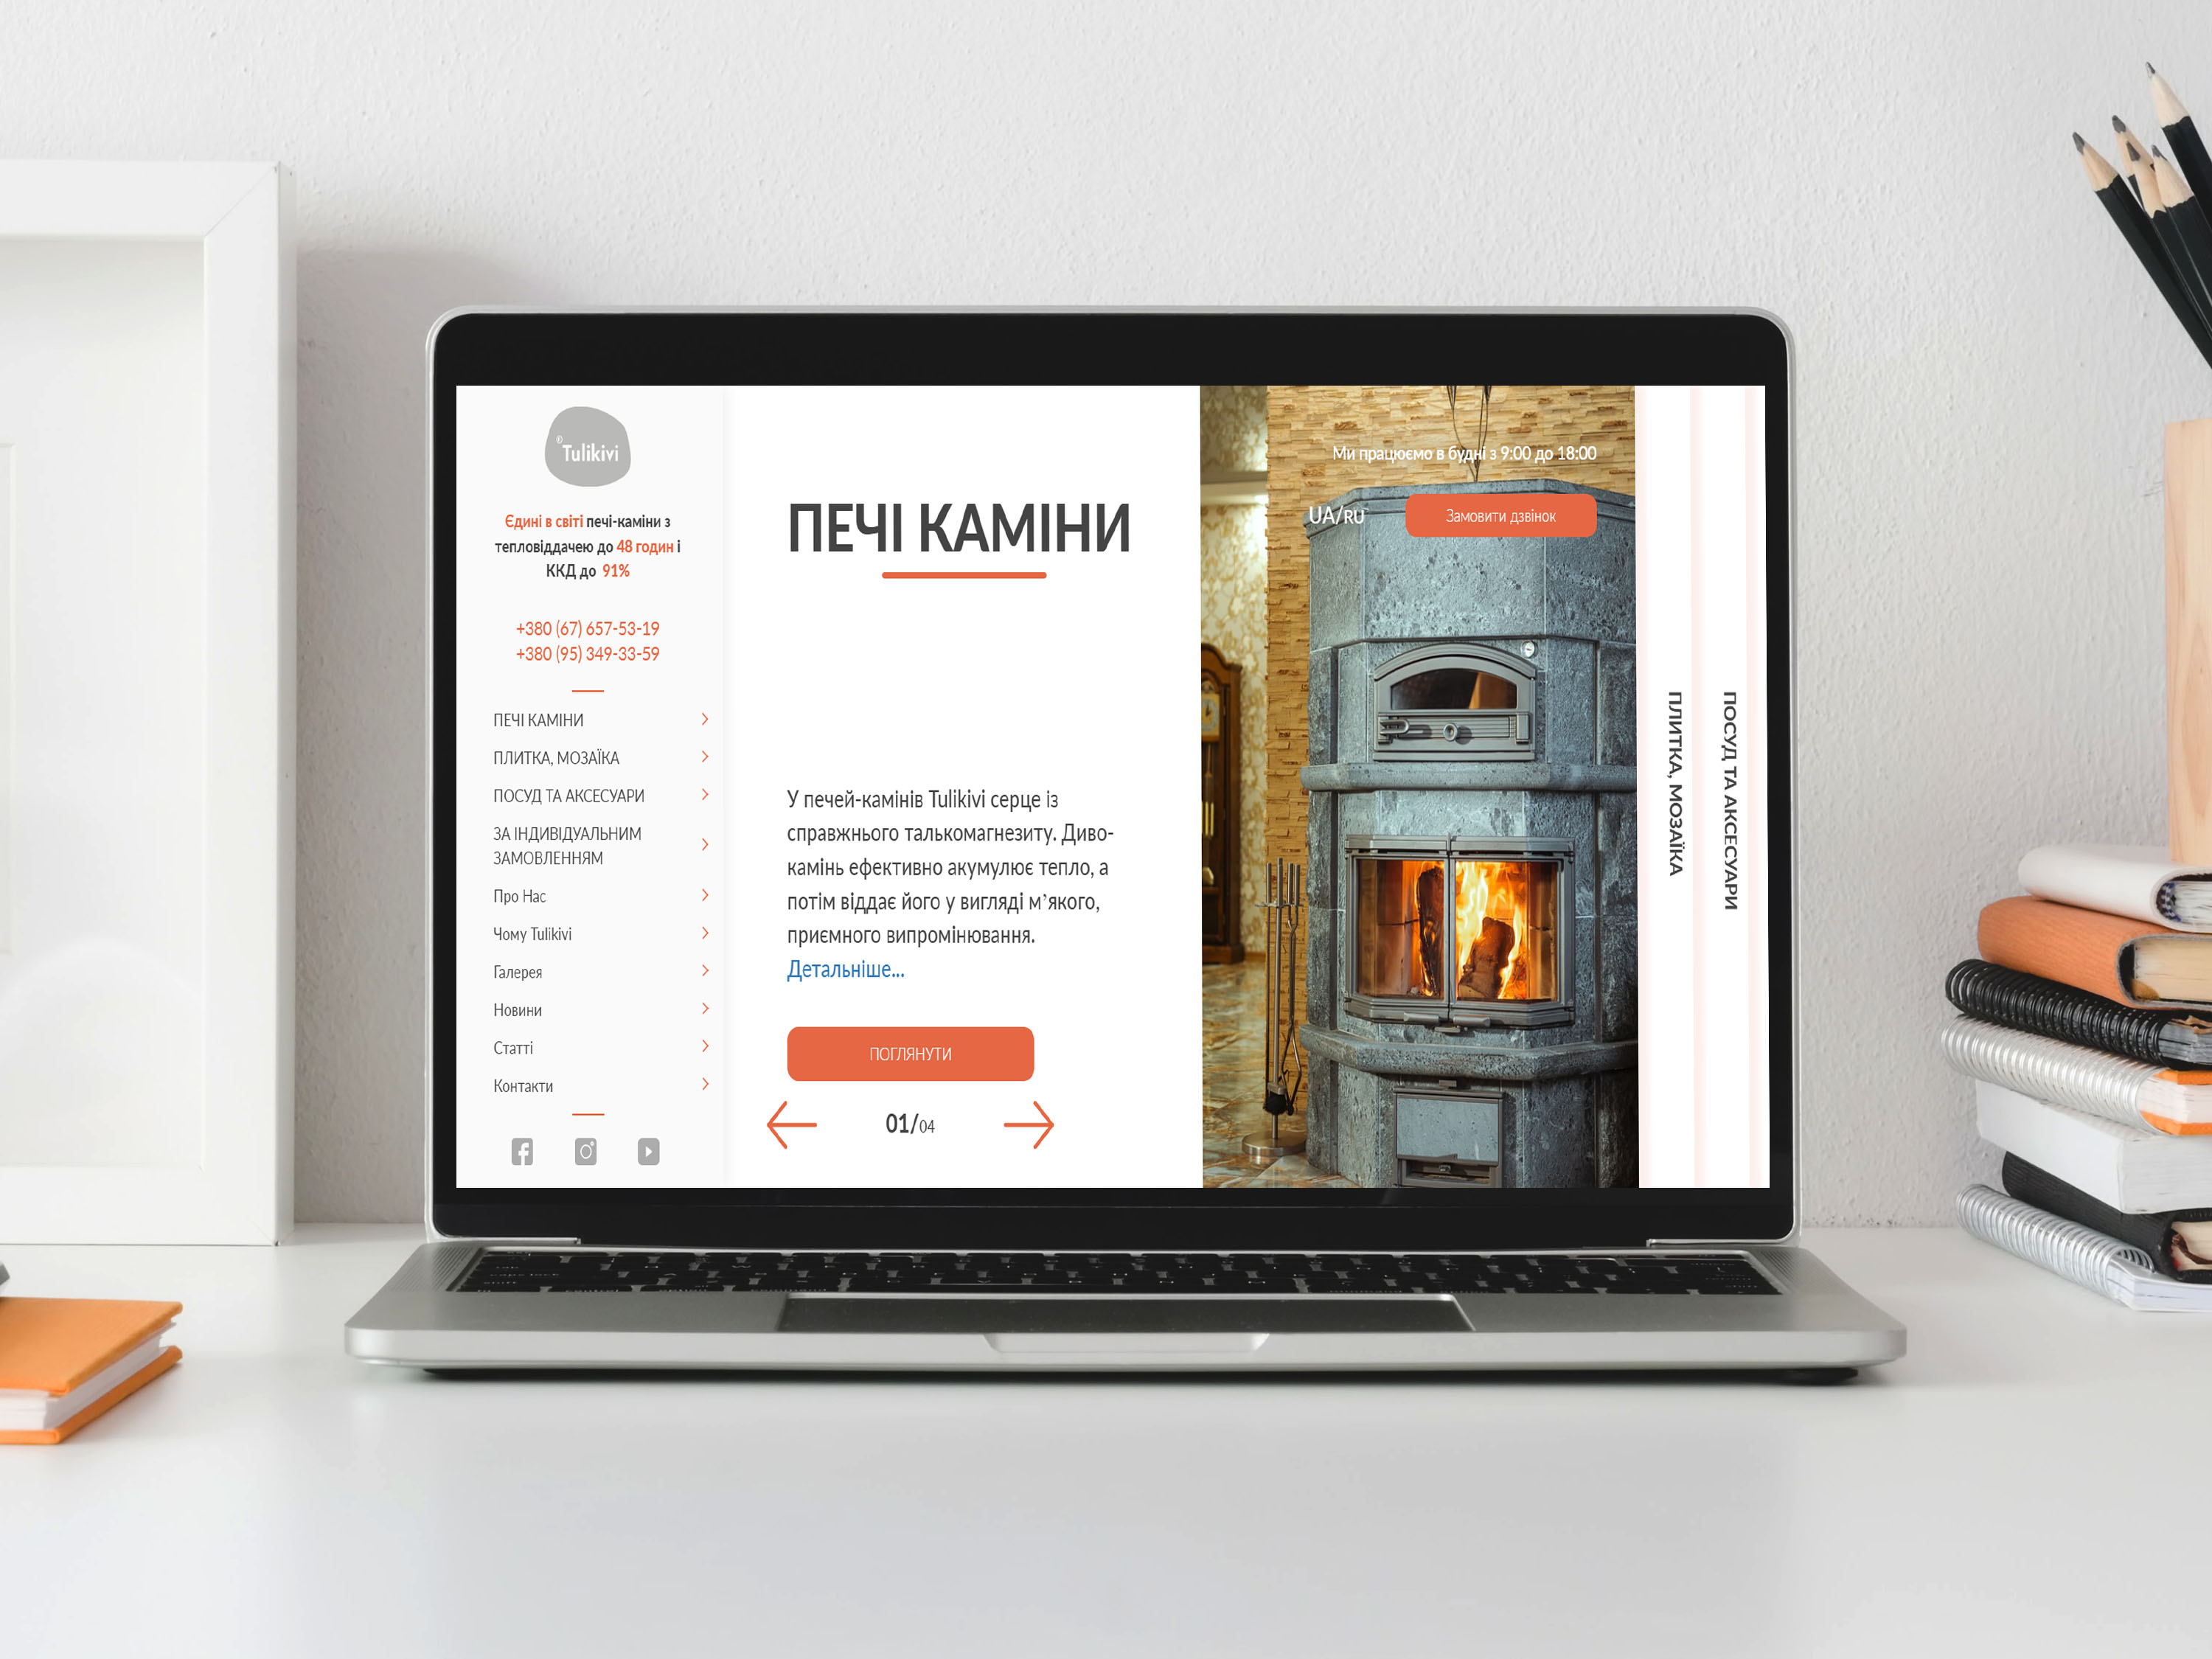 ©Tulikivi
Єдині в світі печі-каміни з
тепловіддачею до 48 годин і
ККД до 91%
+380 (67) 657-53-19
+380 (95) 349-33-59
ПЕЧІ КАМІНИ
ПЛИТКА, МОЗАЇКА
ПОСУД ТА АКСЕСУАРИ
ЗА ІНДИВІДУАЛЬНИМ
ЗАМОВЛЕННЯМ
Про Нас
Чому Tulikivi
Галерея
Новини
Статті
Контакти
ПЕЧІ КАМІНИ
У печей-камінів Tulikivi серце із
справжнього талькомагнезиту. Диво-
камінь ефективно акумулює тепло, а
потім віддає його у вигляді м’якого,
приємного випромінювання.
Детальніше...
ПОГЛЯНУТИ
01/04
Ми працюємо в будні з 9:00 до 18:00
UA/RU
Замовити дзвінок
ПЛИТКА, МОЗАЇКА
ПОСУД ТА АКСЕСУАРИ